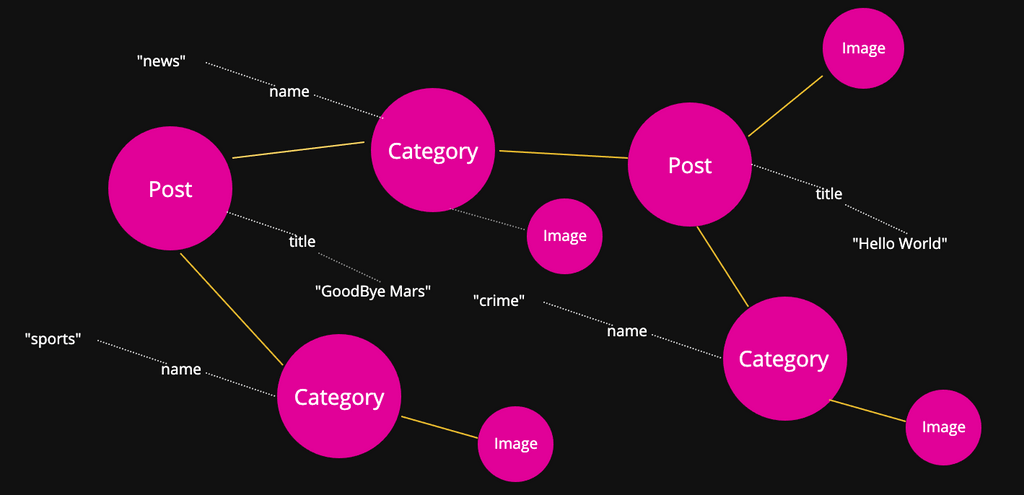 Image
"news"
name
Category
Post
Post
title
Image
title
"Hello World"
"GoodBye Mars"
"crime"
name
"sports"
Category
name
Category
Image
Image